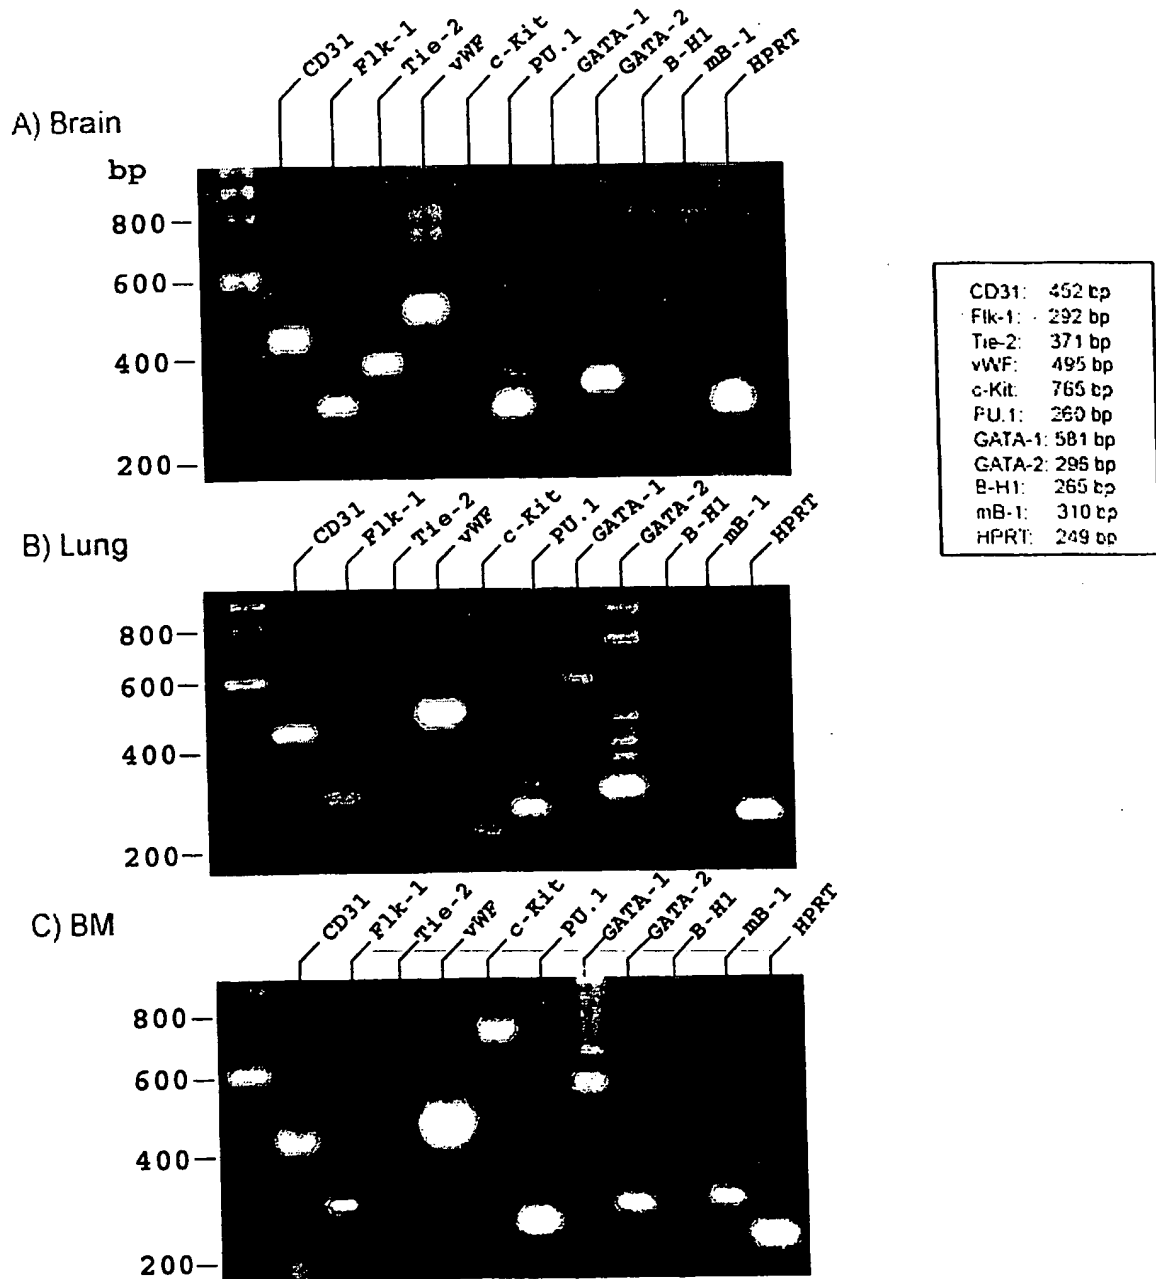 CD31 Flk-1 Tie-2 vWF c-Kit PU.1 GATA-1 GATA-2 B-H1 mB-1 HPRT
A) Brain
bp
800
600
400
200
CD31: 452 bp
Flk-1: 292 bp
Tie-2: 371 bp
vWF: 495 bp
c-Kit: 765 bp
PU.1: 260 bp
GATA-1: 581 bp
GATA-2: 296 bp
B-H1: 265 bp
mB-1: 310 bp
HPRT: 249 bp
CD31 Flk-1 Tie-2 vWF c-Kit PU.1 GATA-1 GATA-2 B-H1 mB-1 HPRT
B) Lung
800
600
400
200
CD31 Flk-1 Tie-2 vWF c-Kit PU.1 GATA-1 GATA-2 B-H1 mB-1 HPRT
C) BM
800
600
400
200